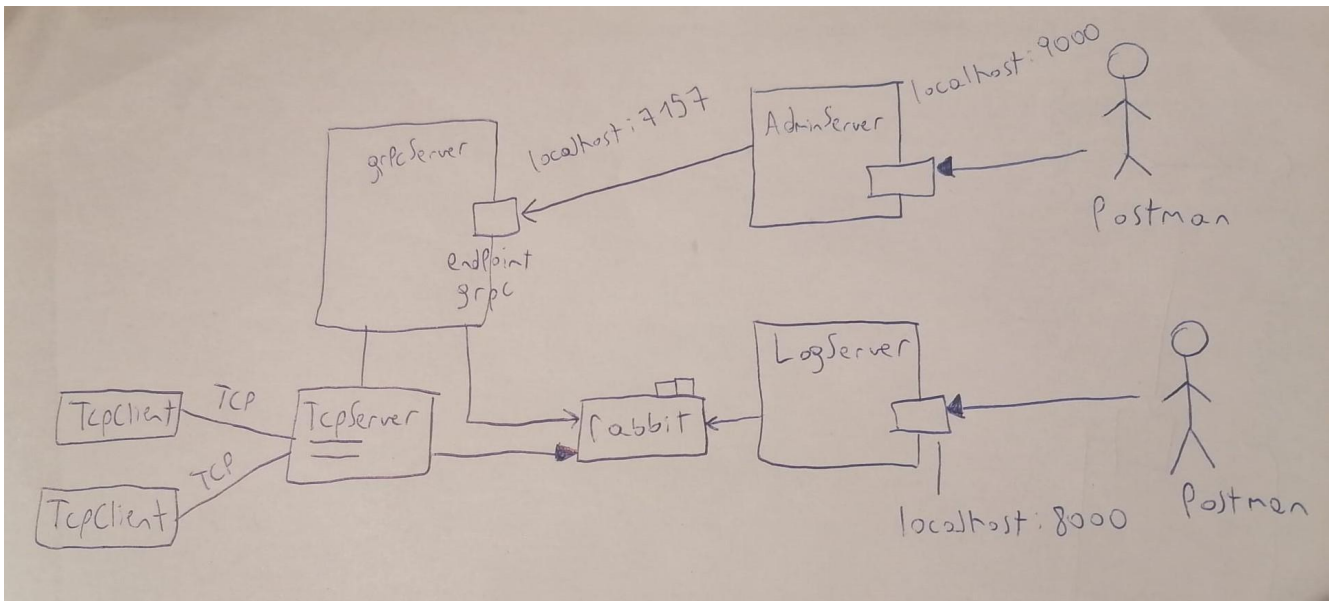 grpcServer
localhost:7157
AdminServer
localhost:9000
Postman
endpoint
grpc
TcpClient
TCP
TcpServer
TCP
TcpClient
rabbit
LogServer
localhost:8000
Postman